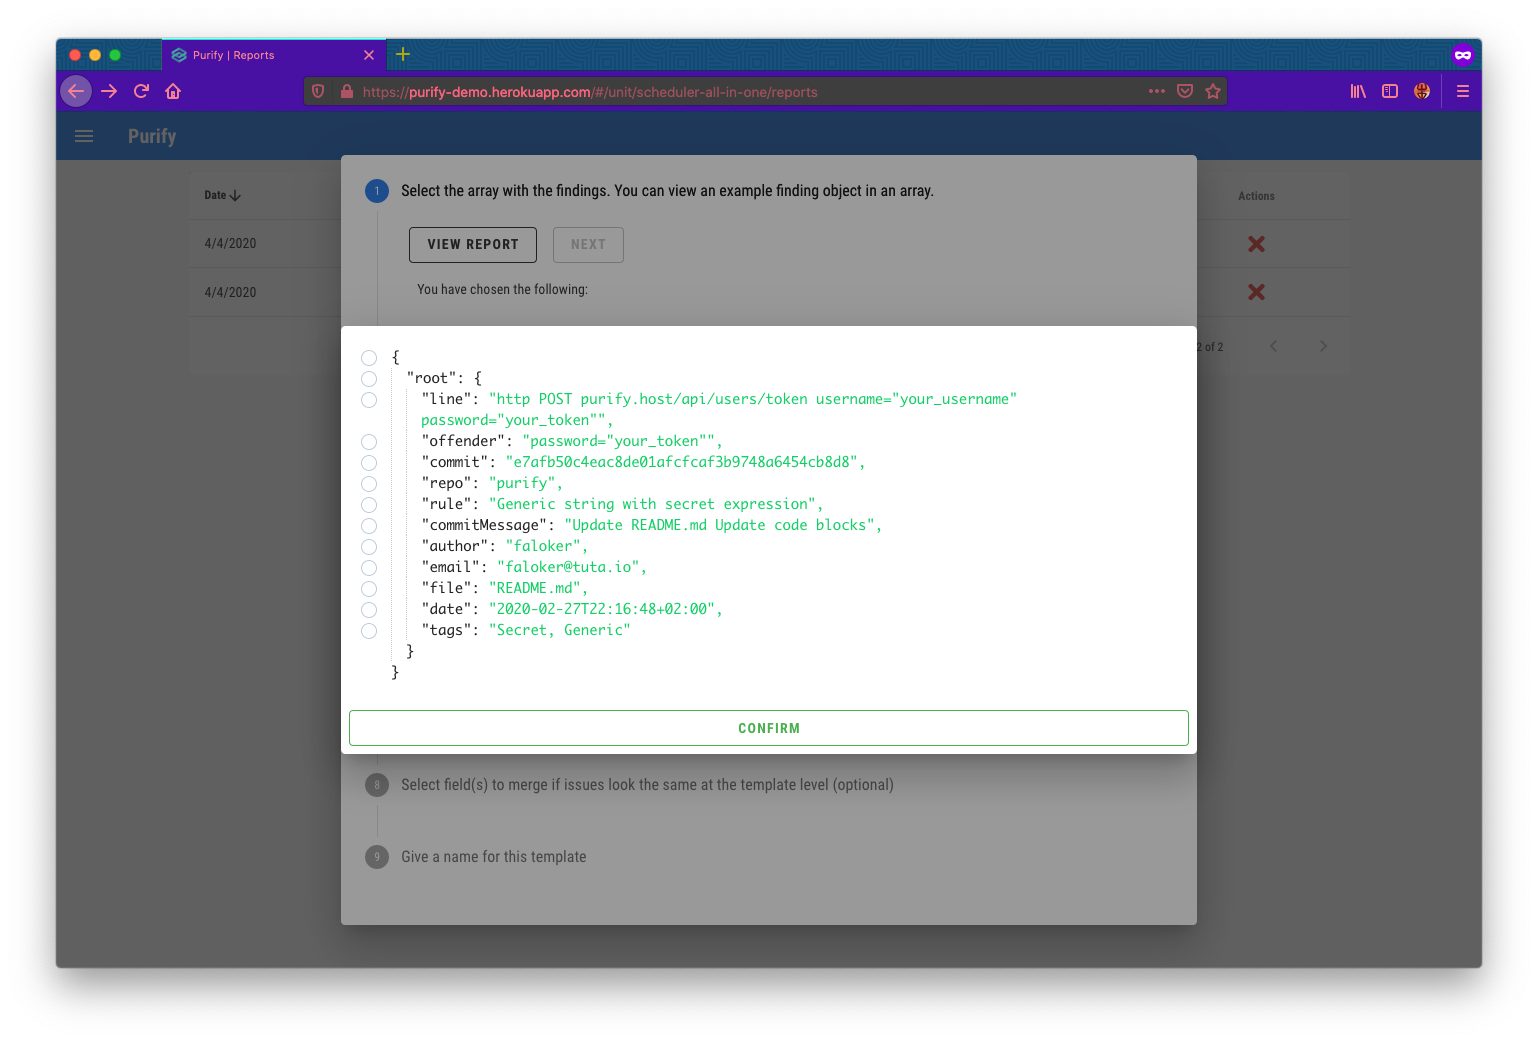 Purify | Reports
https://purify-demo.herokuapp.com/#/unit/scheduler-all-in-one/reports
Purify
Date
Actions
1
Select the array with the findings. You can view an example finding object in an array.
4/4/2020
VIEW REPORT
NEXT
4/4/2020
You have chosen the following:
2 of 2
{
"root": {
"line": "http POST purify.host/api/users/token username="your_username"
password="your_token"",
"offender": "password="your_token"",
"commit": "e7afb50c4eac8de01afcfcaf3b9748a6454cb8d8",
"repo": "purify",
"rule": "Generic string with secret expression",
"commitMessage": "Update README.md Update code blocks",
"author": "faloker",
"email": "faloker@tuta.io",
"file": "README.md",
"date": "2020-02-27T22:16:48+02:00",
"tags": "Secret, Generic"
}
}
CONFIRM
8
Select field(s) to merge if issues look the same at the template level (optional)
9
Give a name for this template